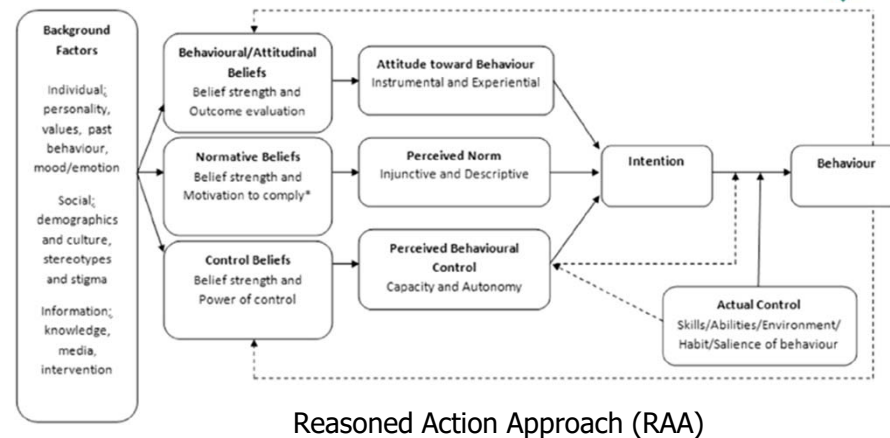 Background
Factors
Individual;
personality,
values, past
behaviour,
mood/emotion
Social;
demographics
and culture,
stereotypes
and stigma
Information;
knowledge,
media,
intervention
Behavioural/Attitudinal
Beliefs
Belief strength and
Outcome evaluation
Normative Beliefs
Belief strength and
Motivation to comply*
Control Beliefs
Belief strength and
Power of control
Attitude toward Behaviour
Instrumental and Experiential
Perceived Norm
Injunctive and Descriptive
Perceived Behavioural
Control
Capacity and Autonomy
Intention
Behaviour
Actual Control
Skills/Abilities/Environment/
Habit/Salience of behaviour
Reasoned Action Approach (RAA)